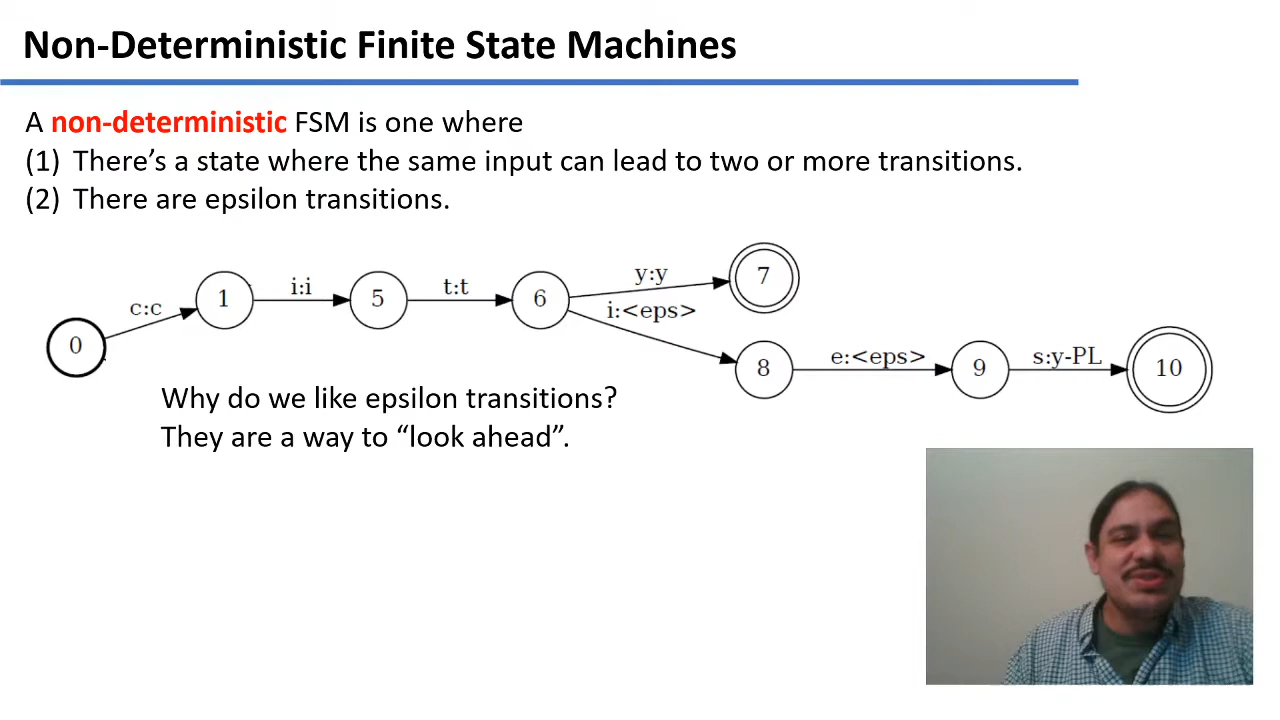 Non-Deterministic Finite State Machines
A non-deterministic FSM is one where
(1) There’s a state where the same input can lead to two or more transitions.
(2) There are epsilon transitions.
0
c:c
1
i:i
5
t:t
6
y:y
7
i:<eps>
8
e:<eps>
9
s:y-PL
10
Why do we like epsilon transitions?
They are a way to “look ahead”.